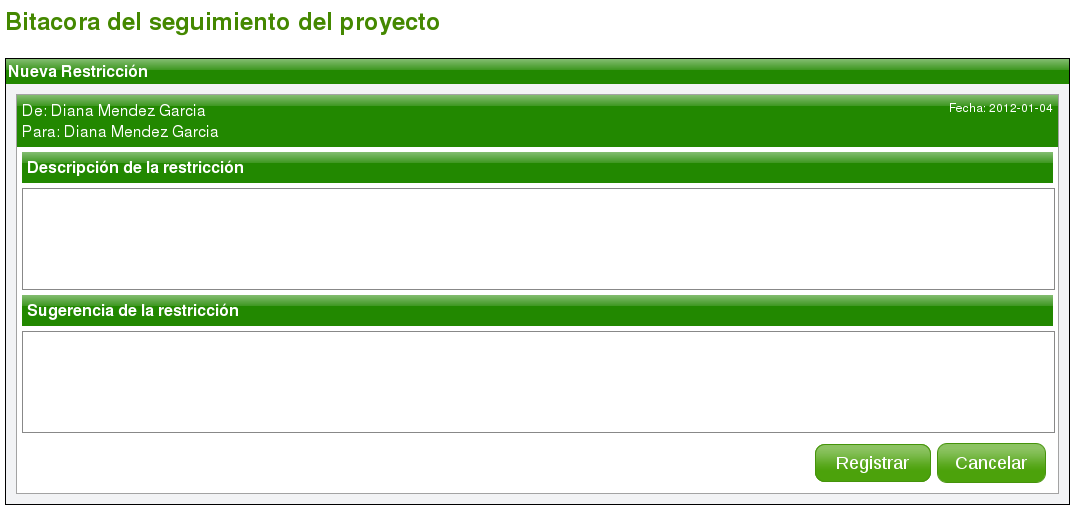 Bitacora del seguimiento del proyecto
Nueva Restricción
De: Diana Mendez Garcia
Fecha: 2012-01-04
Para: Diana Mendez Garcia
Descripción de la restricción
Sugerencia de la restricción
Registrar
Cancelar